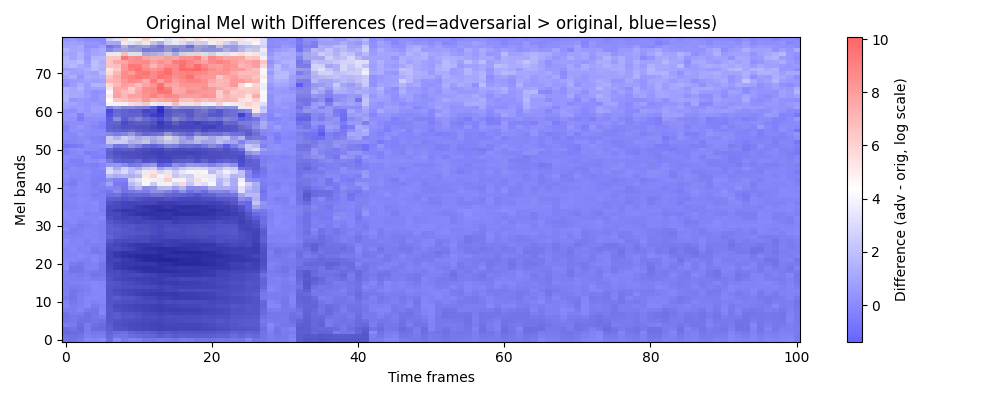 Original Mel with Differences (red=adversarial > original, blue=less)
Mel bands
70
60
50
40
30
20
10
0
0 20 40 60 80 100
Time frames
10
8
6
4
2
0
Difference (adv - orig, log scale)